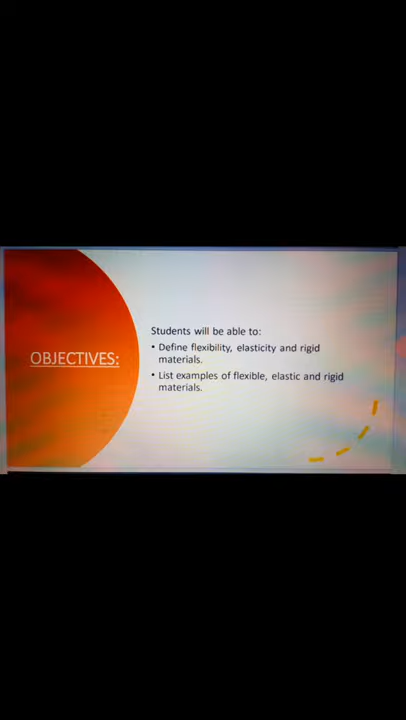 OBJECTIVES:
Students will be able to:
• Define flexibility, elasticity and rigid
materials.
• List examples of flexible, elastic and rigid
materials.